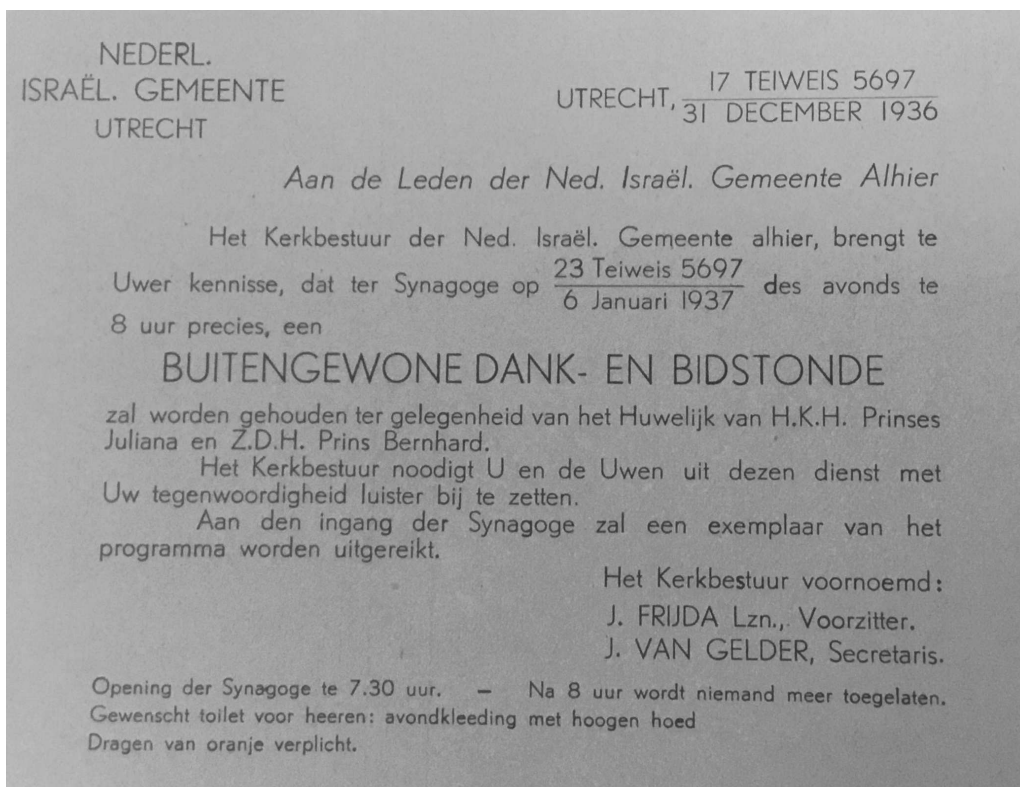 NEDERL.
ISRAËL. GEMEENTE
UTRECHT
UTRECHT, 17 TEIWEIS 5697
31 DECEMBER 1936
Aan de Leden der Ned. Israël. Gemeente Alhier
Het Kerkbestuur der Ned. Israël. Gemeente alhier, brengt te
Uwer kennisse, dat ter Synagoge op 23 Teiweis 5697 / 6 Januari 1937 des avonds te
8 uur precies, een
BUITENGEWONE DANK- EN BIDSTONDE
zal worden gehouden ter gelegenheid van het Huwelijk van H.K.H. Prinses
Juliana en Z.D.H. Prins Bernhard.
Het Kerkbestuur noodigt U en de Uwen uit dezen dienst met
Uw tegenwoordigheid luister bij te zetten.
Aan den ingang der Synagoge zal een exemplaar van het
programma worden uitgereikt.
Het Kerkbestuur voornoemd:
J. FRIJDA Lzn., Voorzitter.
J. VAN GELDER, Secretaris.
Opening der Synagoge te 7.30 uur. – Na 8 uur wordt niemand meer toegelaten.
Gewenscht toilet voor heeren: avondkleeding met hoogen hoed
Dragen van oranje verplicht.